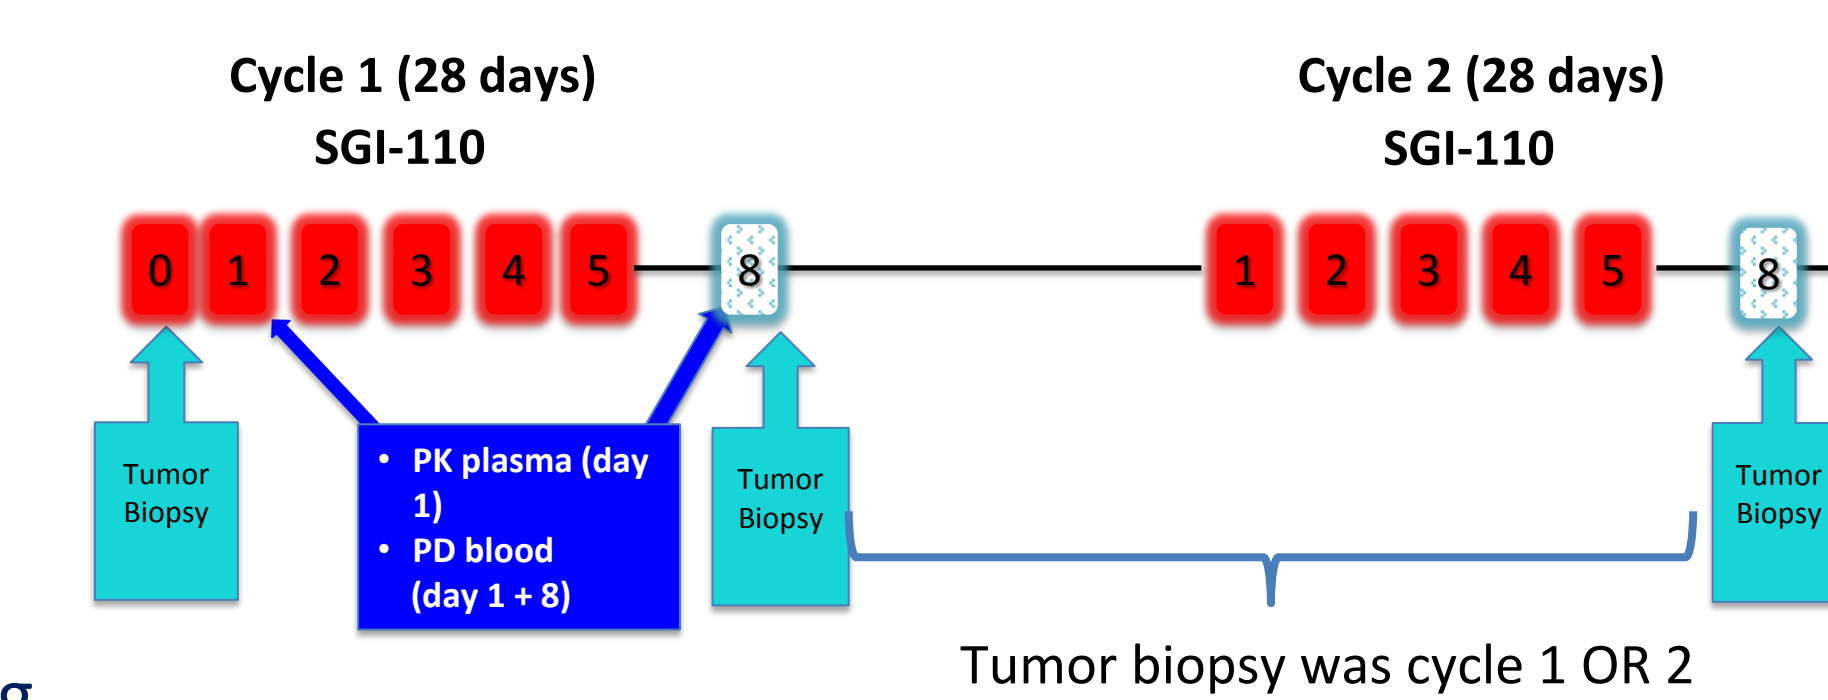 Cycle 1 (28 days)
SGI-110
Cycle 2 (28 days)
SGI-110
0 1 2 3 4 5 8 1 2 3 4 5 8
Tumor
Biopsy
• PK plasma (day
1)
• PD blood
(day 1 + 8)
Tumor
Biopsy
Tumor
Biopsy
Tumor biopsy was cycle 1 OR 2